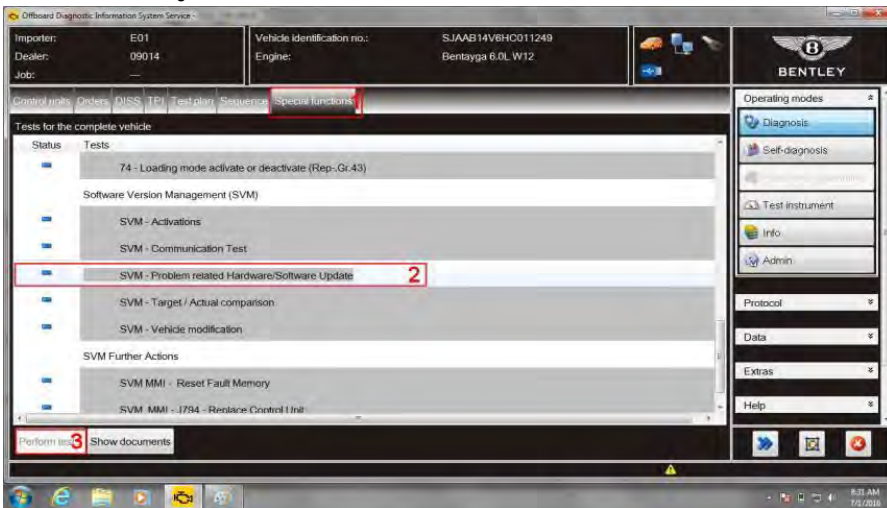 Offboard Diagnostic Information System Service -
Importer: E01 Vehicle identification no.: SJAAB14V6HC011249
Dealer: 09014 Engine: Bentayga 6.0L W12
Job: ---
B
BENTLEY
Control units Orders DISS TPI Test plan Sequence Special functions 1
Tests for the complete vehicle
Status Tests
74 - Loading mode activate or deactivate (Rep-.Gr.43)
Software Version Management (SVM)
SVM - Activations
SVM - Communication Test
SVM - Problem related Hardware/Software Update 2
SVM - Target / Actual comparison
SVM - Vehicle modification
SVM Further Actions
SVM MMI - Reset Fault Memory
SVM MMI - J794 - Replace Control Unit
Perform test 3 Show documents
Operating modes
Diagnosis
Self-diagnosis
Test instrument
Info
Admin
Protocol
Data
Extras
Help
8:31 AM
7/1/2016